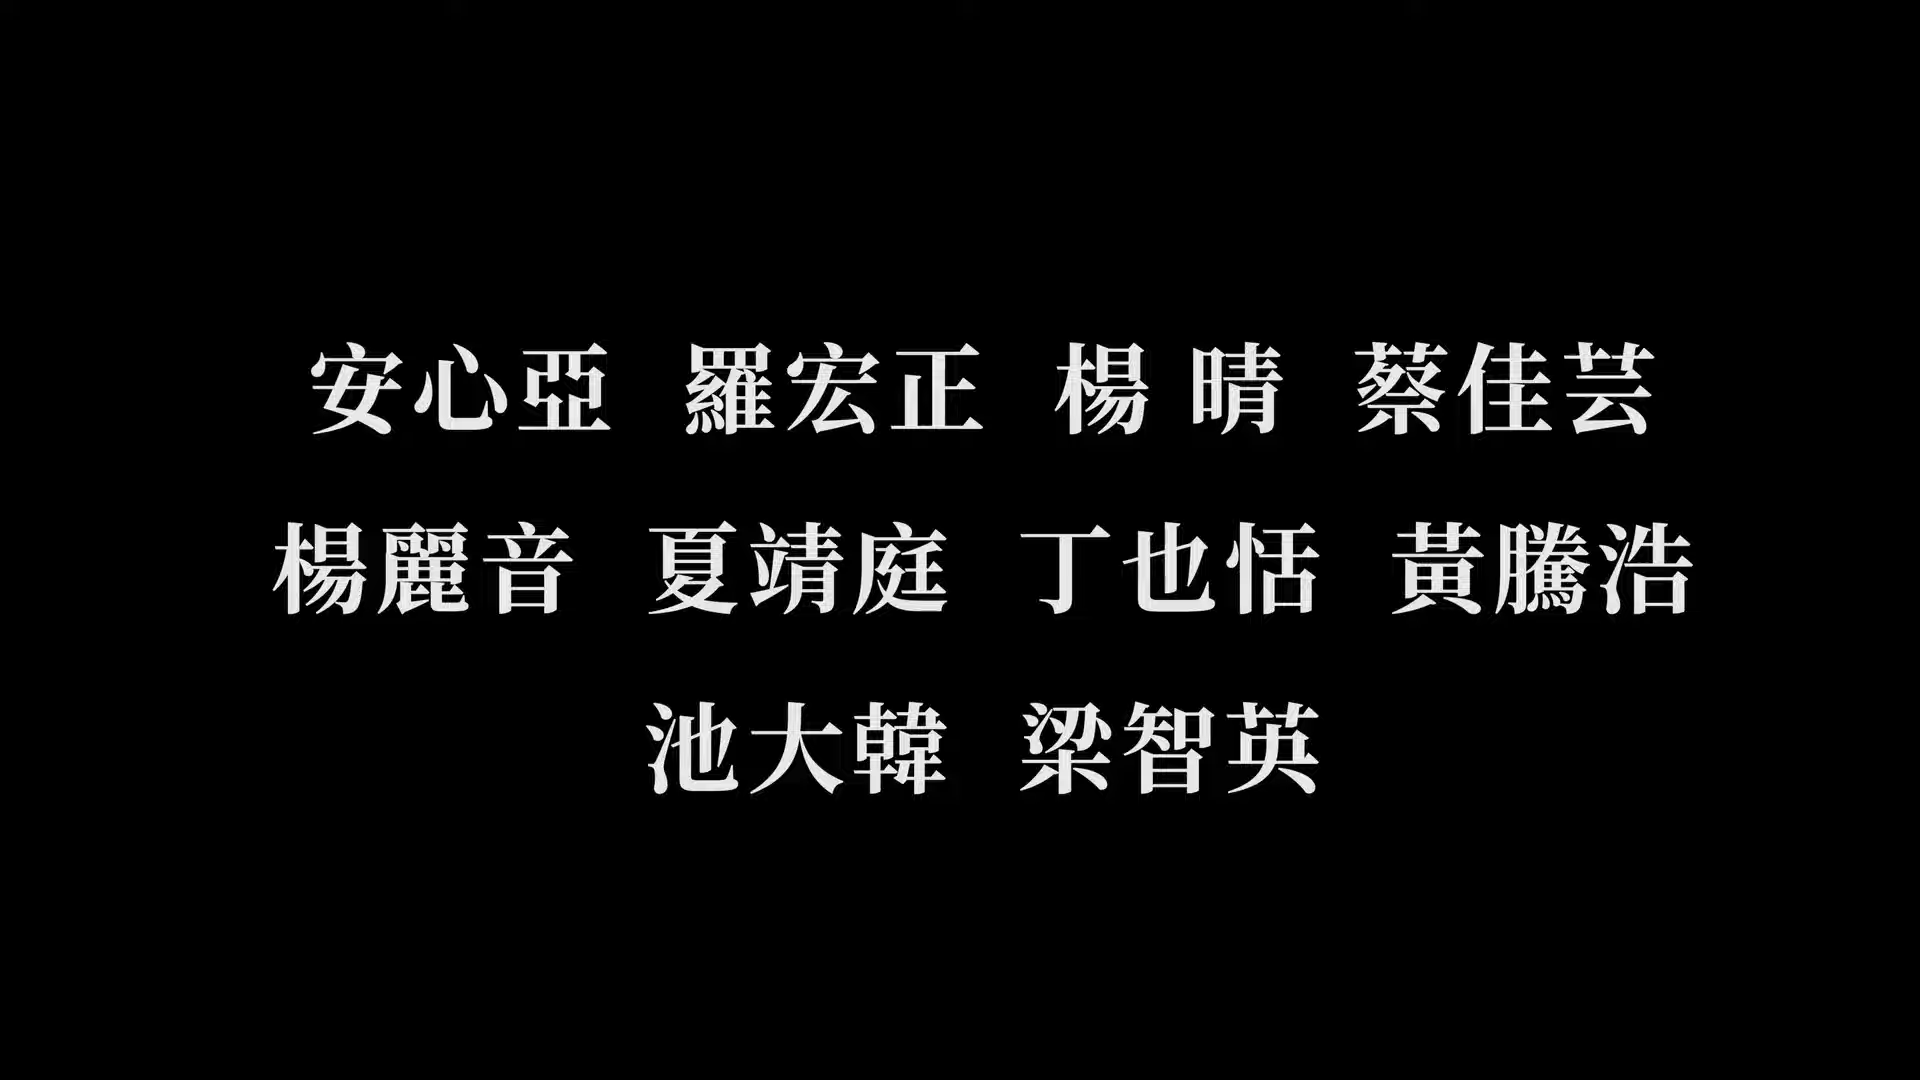 安心亞 羅宏正 楊 晴 蔡佳芸
楊麗音 夏靖庭 丁也恬 黃騰浩
池大韓 梁智英